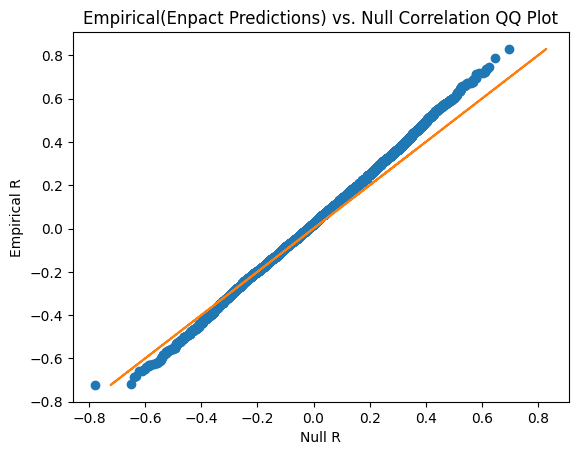 Empirical(Enpact Predictions) vs. Null Correlation QQ Plot
Empirical R
0.8
0.6
0.4
0.2
0.0
−0.2
−0.4
−0.6
−0.8
−0.8 −0.6 −0.4 −0.2 0.0 0.2 0.4 0.6 0.8
Null R